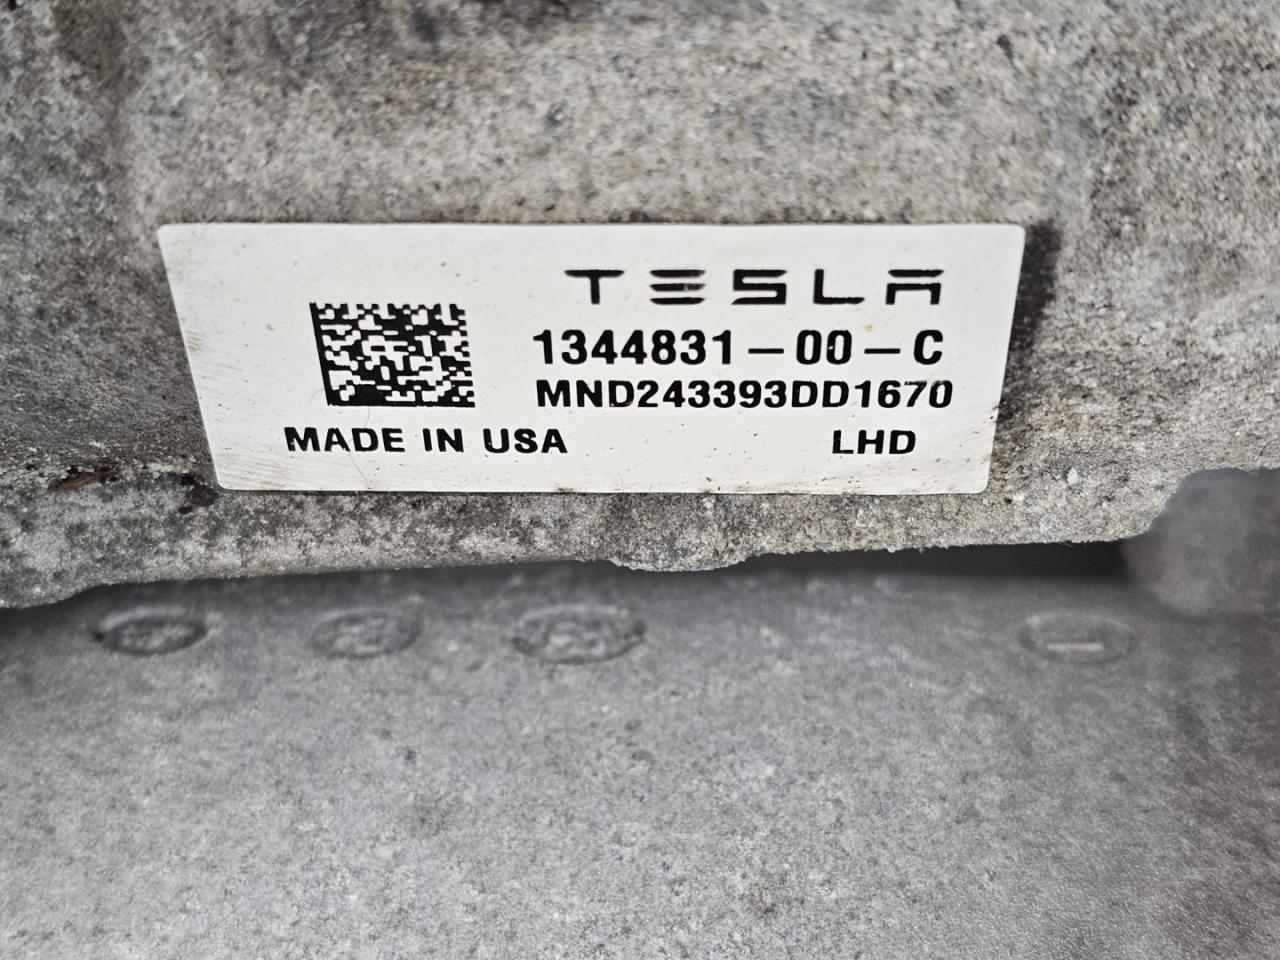 TESLA
1344831-00-C
MND243393DD1670
MADE IN USA LHD